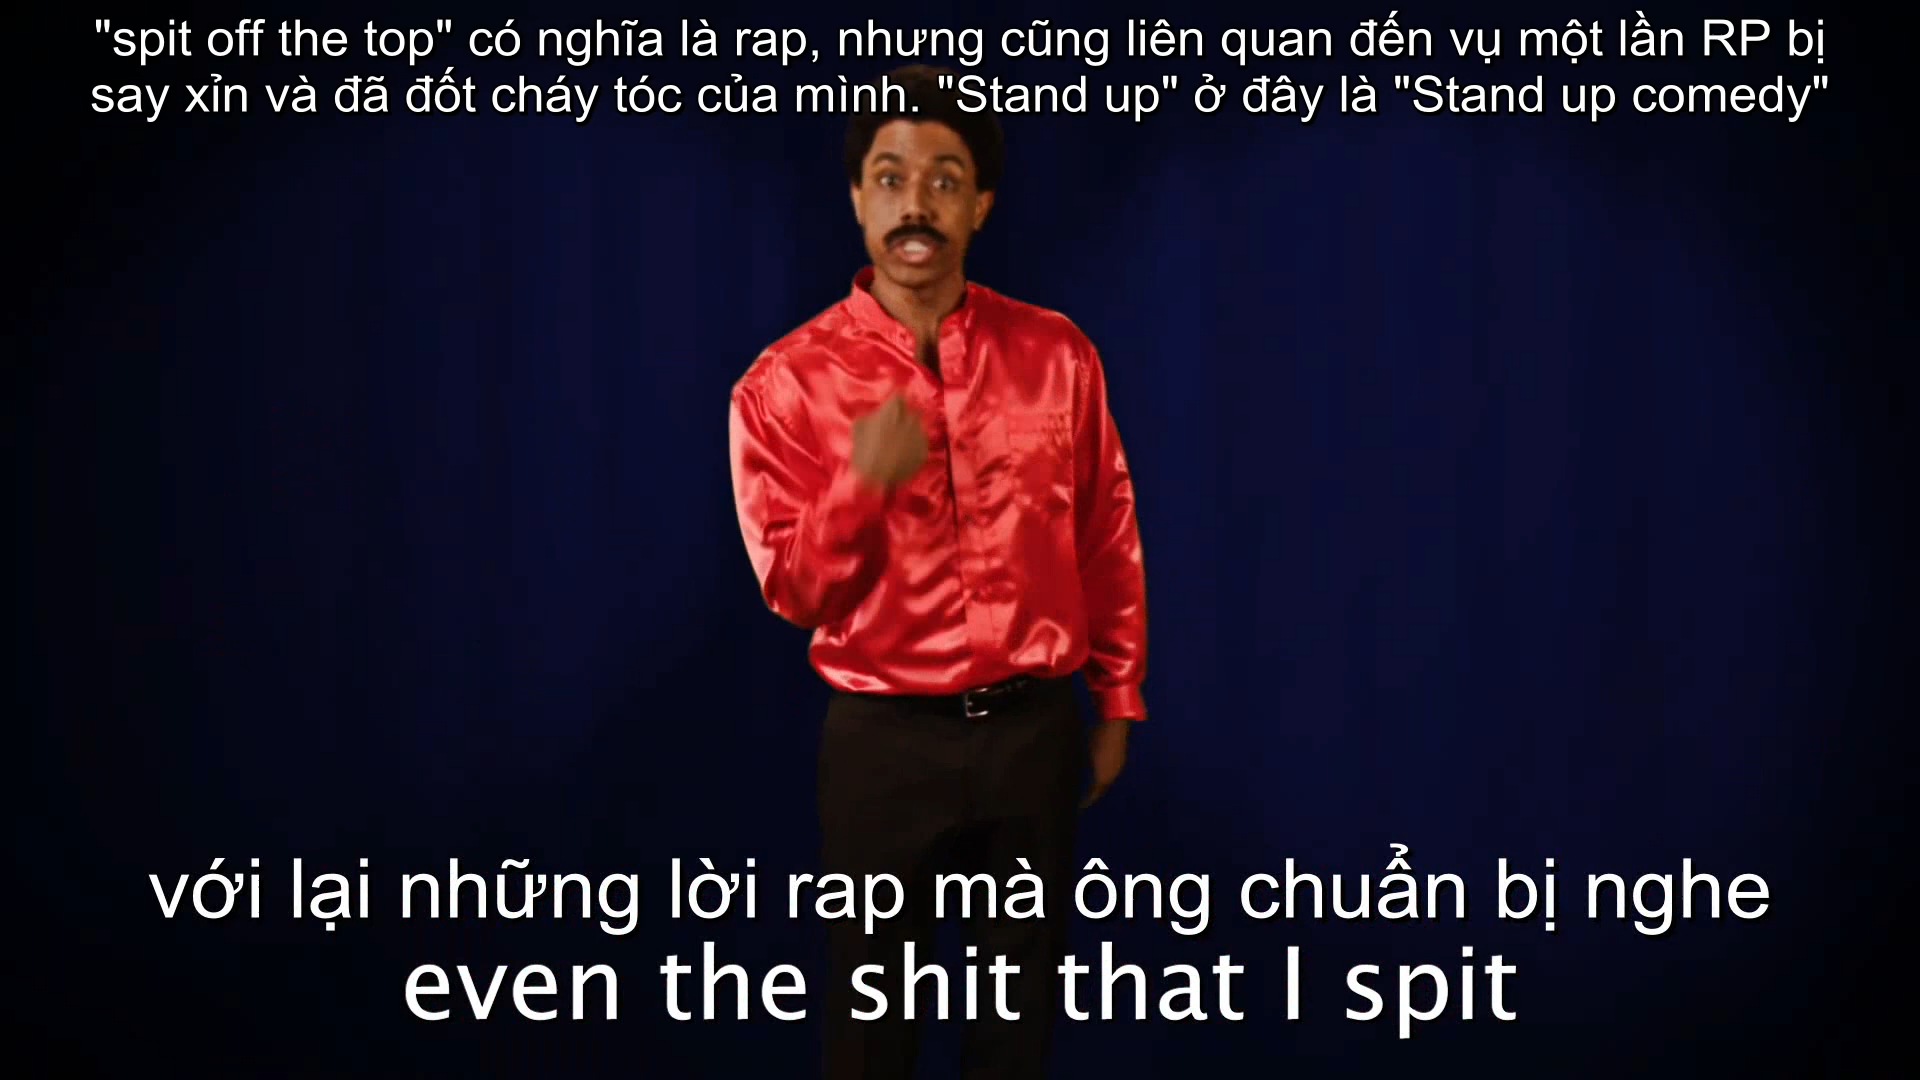 "spit off the top" có nghĩa là rap, nhưng cũng liên quan đến vụ một lần RP bị
say xỉn và đã đốt cháy tóc của mình. "Stand up" ở đây là "Stand up comedy"
với lại những lời rap mà ông chuẩn bị nghe
even the shit that I spit